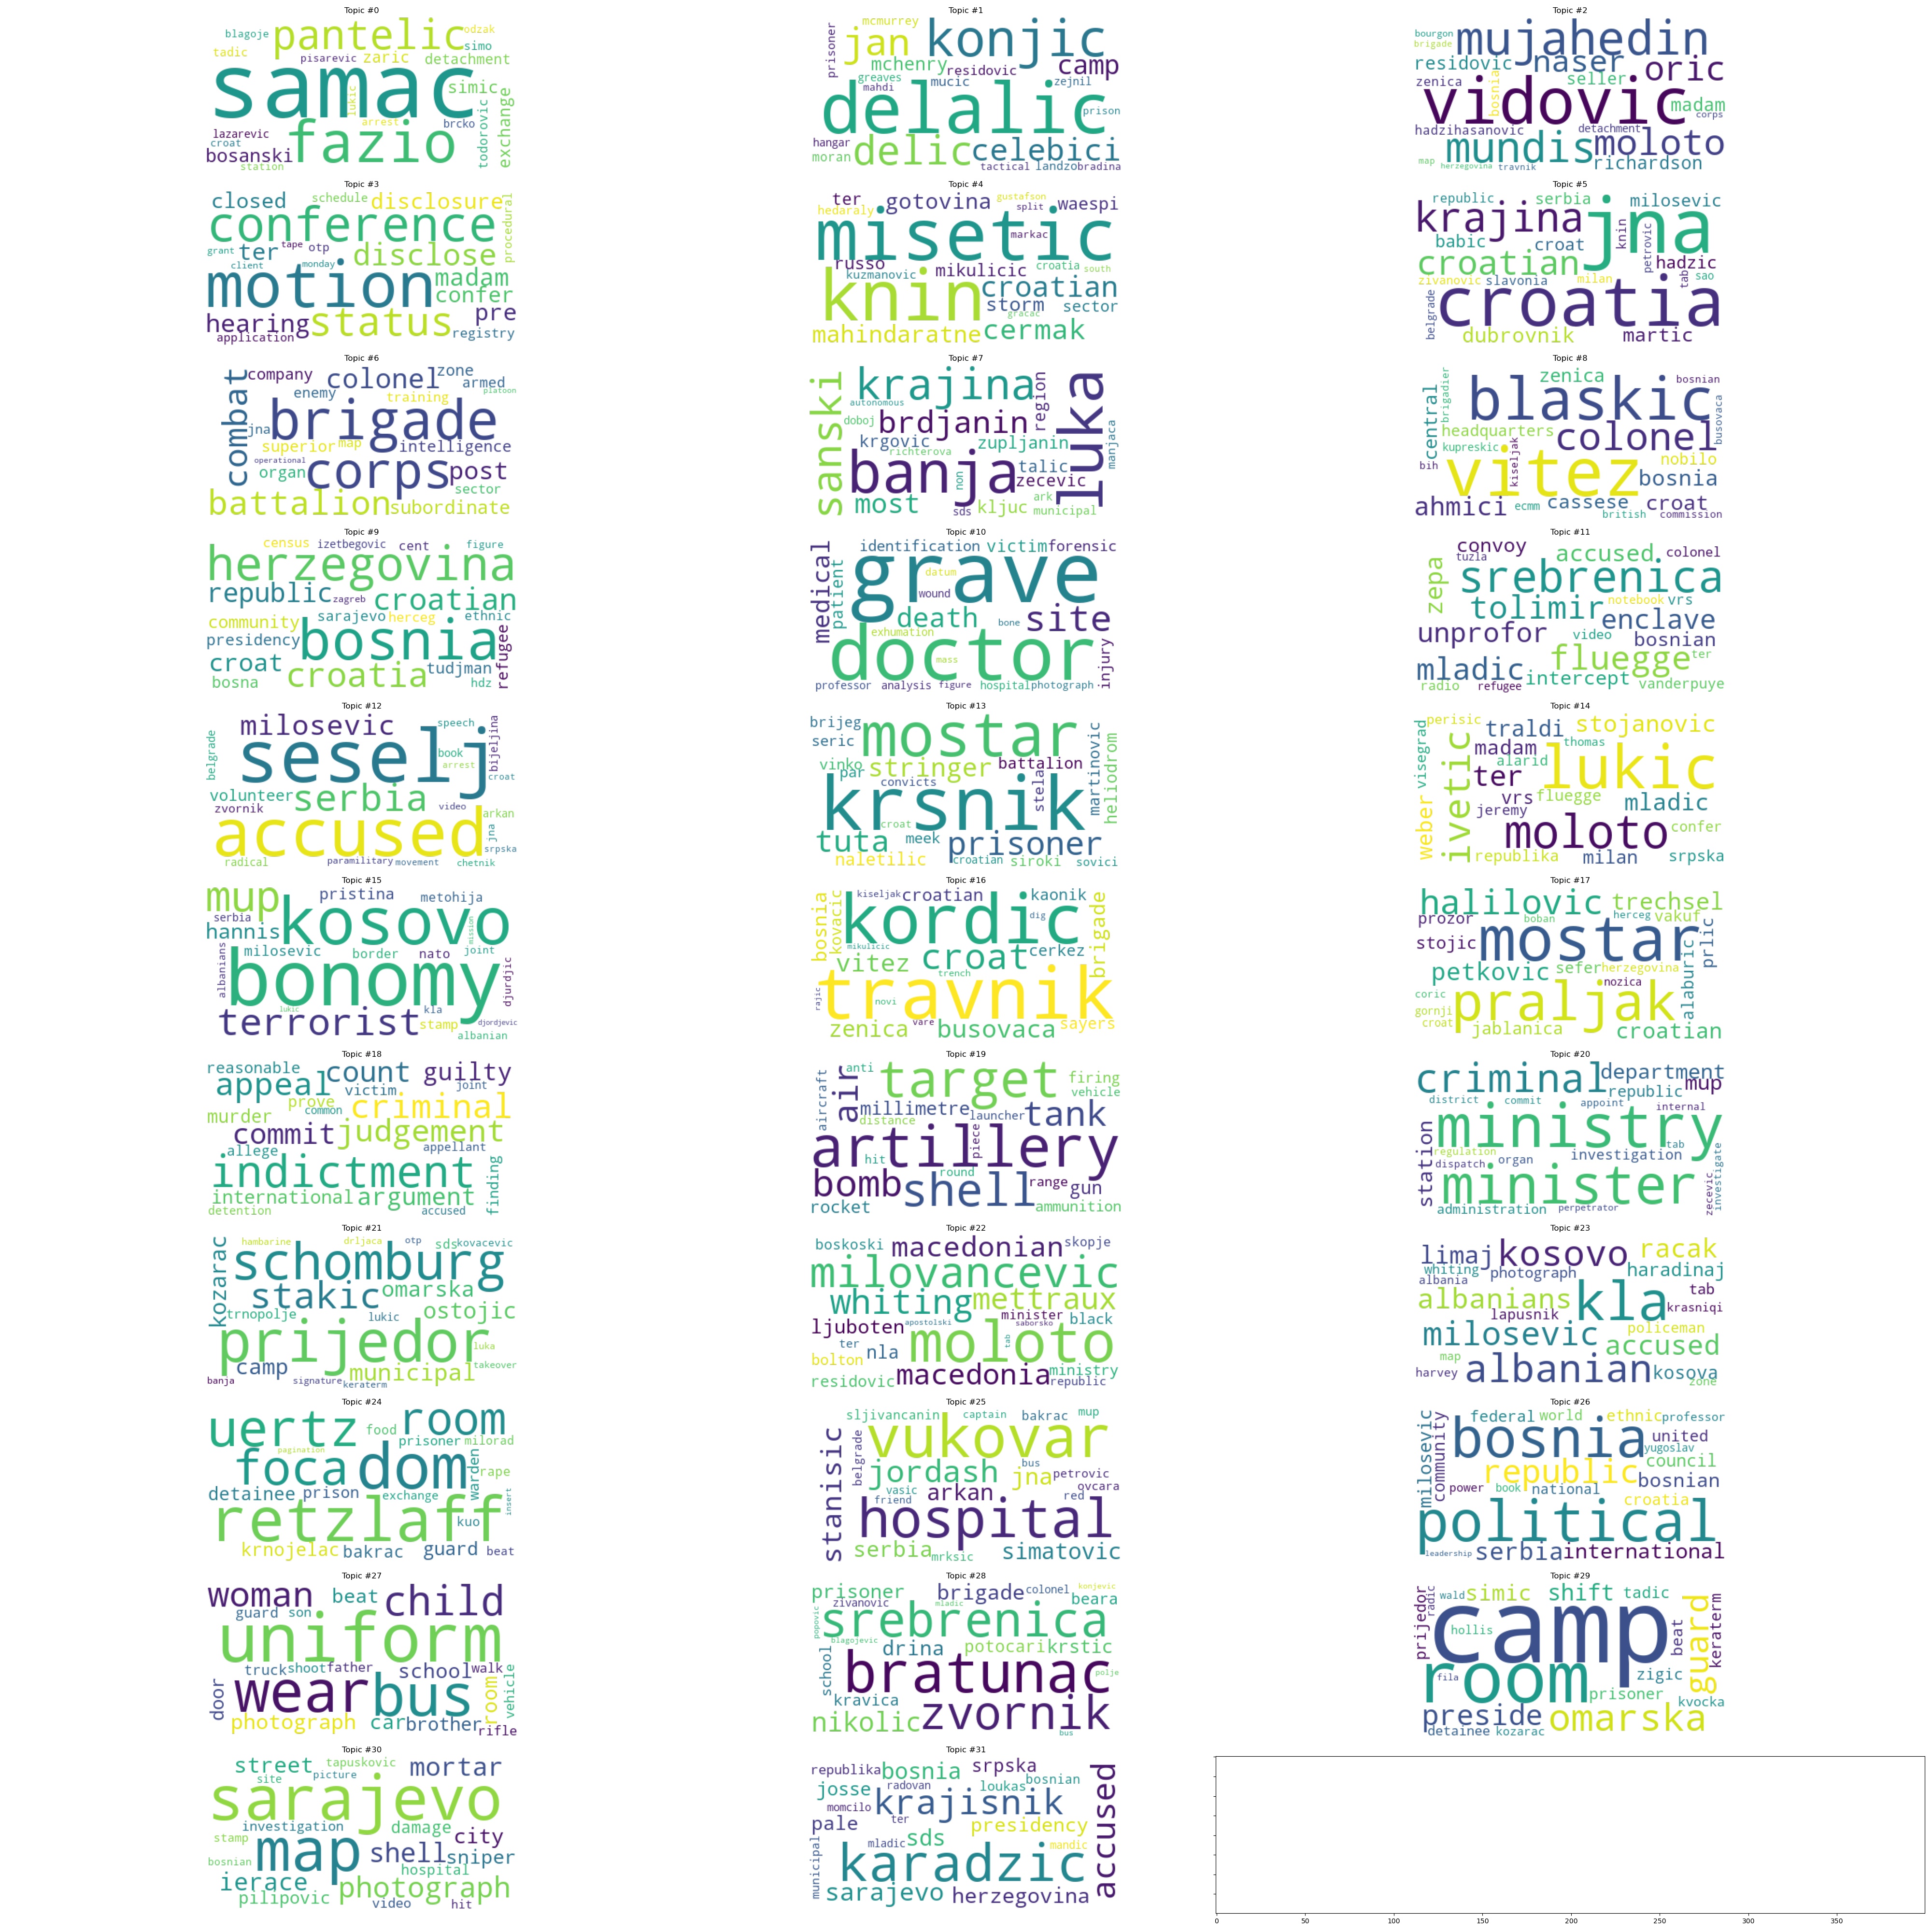 Topic #0
blagoje pantelic odzak
tadic simo
pisarevic zaric detachment
samac
lukic simic
arrest exchange
lazarevic brcko todorovic
croat fazio
bosanski
station
Topic #1
prisoner mcmurrey
jan konjic
mchenry residovic camp
greaves mucic zejnil
mahdi
delalic prison
hangar delic celebici
moran tactical landzo bradina
Topic #2
bourgon mujahedin
brigade
residovic naser oric
zenica bosnia seller
vidovic madam
corps
hadzihasanovic detachment
mundis moloto
map herzegovina travnik richardson
Topic #3
closed schedule disclosure
conference procedural
grant ter tape otp disclose
client monday
motion madam
confer
hearing status pre
application registry
Topic #4
ter gotovina gustafson waespi
hedaraly split
misetic
markac
russo mikulicic croatia south
kuzmanovic
knin croatian
storm sector
gracac
mahindaratne cermak
Topic #5
republic serbia milosevic
krajina jna
babic croat knin petrovic
croatian hadzic
zivanovic slavonia milan tab sao
belgrade croatia
dubrovnik martic
Topic #6
combat company colonel zone
enemy armed
training platoon
jna brigade
superior map intelligence
operational
organ corps post
sector
battalion subordinate
Topic #7
sanski krajina region luka
autonomous
doboj brdjanin
krgovic zupljanin manjaca
richterova
banja talic
non zecevic
most ark
sds kljuc municipal
Topic #8
central brigadier zenica bosnian
blaskic busovaca
headquarters colonel
kupreskic kiseljak
bih vitez nobilo
bosnia
ahmici ecmm cassese croat
british commission
Topic #9
census izetbegovic cent figure
herzegovina
republic zagreb croatian
community sarajevo herceg ethnic
presidency bosnia refugee
croat tudjman
bosna croatia hdz
Topic #10
medical identification victim forensic
patient grave
datum
wound
death bone site
exhumation
doctor injury
mass
professor analysis figure hospital photograph
Topic #11
convoy accused colonel
tuzla
zepa srebrenica
tolimir notebook vrs
unprofor enclave
video bosnian
mladic fluegge ter
radio refugee intercept vanderpuye
Topic #12
milosevic speech bijeljina
belgrade seselj book
arrest
croat
volunteer serbia
zvornik video arkan
accused jna
srpska
radical paramilitary movement chetnik
Topic #13
brijeg mostar
seric
vinko stringer battalion martinovic heliodrom
par convicts stela
krsnik
croat
tuta meek prisoner
naletilic croatian siroki sovici
Topic #14
visegrad perisic traldi stojanovic
madam thomas
ivetic alarid lukic
ter
vrs fluegge
weber jeremy mladic
moloto confer
republika milan srpska
Topic #15
mup pristina metohija
serbia kosovo mission
hannis
milosevic border nato joint
albanians bonomy djurdjic
lukic kla
terrorist stamp djordjevic
albanian
Topic #16
bosnia kovacic kiseljak croatian kaonik
kordic dig brigade
mikulicic
vitez croat cerkez
trench
rajic travnik
novi
zenica vare busovaca sayers
Topic #17
halilovic trechsel
prozor boban herceg vakuf
stojic mostar alaburic prlic
petkovic sefer herzegovina
nozica
coric praljak
gornji
croat jablanica croatian
Topic #18
reasonable count guilty
appeal victim joint
prove criminal
murder common
commit judgement
allege appellant
indictment
international argument finding
detention accused
Topic #19
aircraft air anti target firing
vehicle
millimetre launcher tank
distance
artillery
hit piece
bomb shell round range gun
rocket ammunition
Topic #20
criminal department
republic mup
district commit appoint internal
station ministry tab
regulation investigation
dispatch organ
minister zecevic investigate
administration perpetrator
Topic #21
kozarac hambarine drljaca otp sds kovacevic
schomburg
stakic omarska
trnopolje lukic ostojic
prijedor luka
camp municipal takeover
banja signature keraterm
Topic #22
boskoski macedonian skopje
milovancevic
whiting mettraux
ljuboten apostolski minister saborsko black
ter moloto
bolton nla tab
ministry
residovic macedonia republic
Topic #23
limaj kosovo racak
whiting photograph haradinaj
albania
albanians kla tab
lapusnik krasniqi
milosevic policeman
map accused
harvey albanian kosova
zone
Topic #24
uertz food room
prisoner milorad
pagination
foca dom warden rape
detainee prison exchange insert
retzlaff
kuo
krnojelac bakrac guard beat
Topic #25
sljivancanin captain bakrac mup
stanisic belgrade vukovar
bus
jordash jna petrovic
vasic arkan ovcara
friend red
hospital
serbia mrksic simatovic
Topic #26
milosevic community federal world ethnic professor
bosnia united
yugoslav
republic council
power book national bosnian
croatia
political
leadership serbia international
Topic #27
woman beat child
guard son
uniform
truck shoot father school walk
door wear bus room vehicle
photograph car brother rifle
Topic #28
prisoner brigade colonel konjevic
zivanovic mladic beara
popovic srebrenica
blagojevic
school drina potocari krstic
bratunac polje
kravica
nikolic zvornik
bus
Topic #29
prijedor radic wald simic shift tadic
camp guard keraterm
hollis beat
room
fila zigic
prisoner
preside omarska kvocka
detainee kozarac
Topic #30
street tapuskovic mortar
site picture
sarajevo
investigation damage
stamp city
bosnian map shell sniper
hospital
ierace photograph
pilipovic video hit
Topic #31
republika bosnia srpska accused
josse radovan loukas bosnian
momcilo krajisnik
pale ter presidency
municipal mladic sds mandic
karadzic
sarajevo herzegovina
0 50 100 150 200 250 300 350